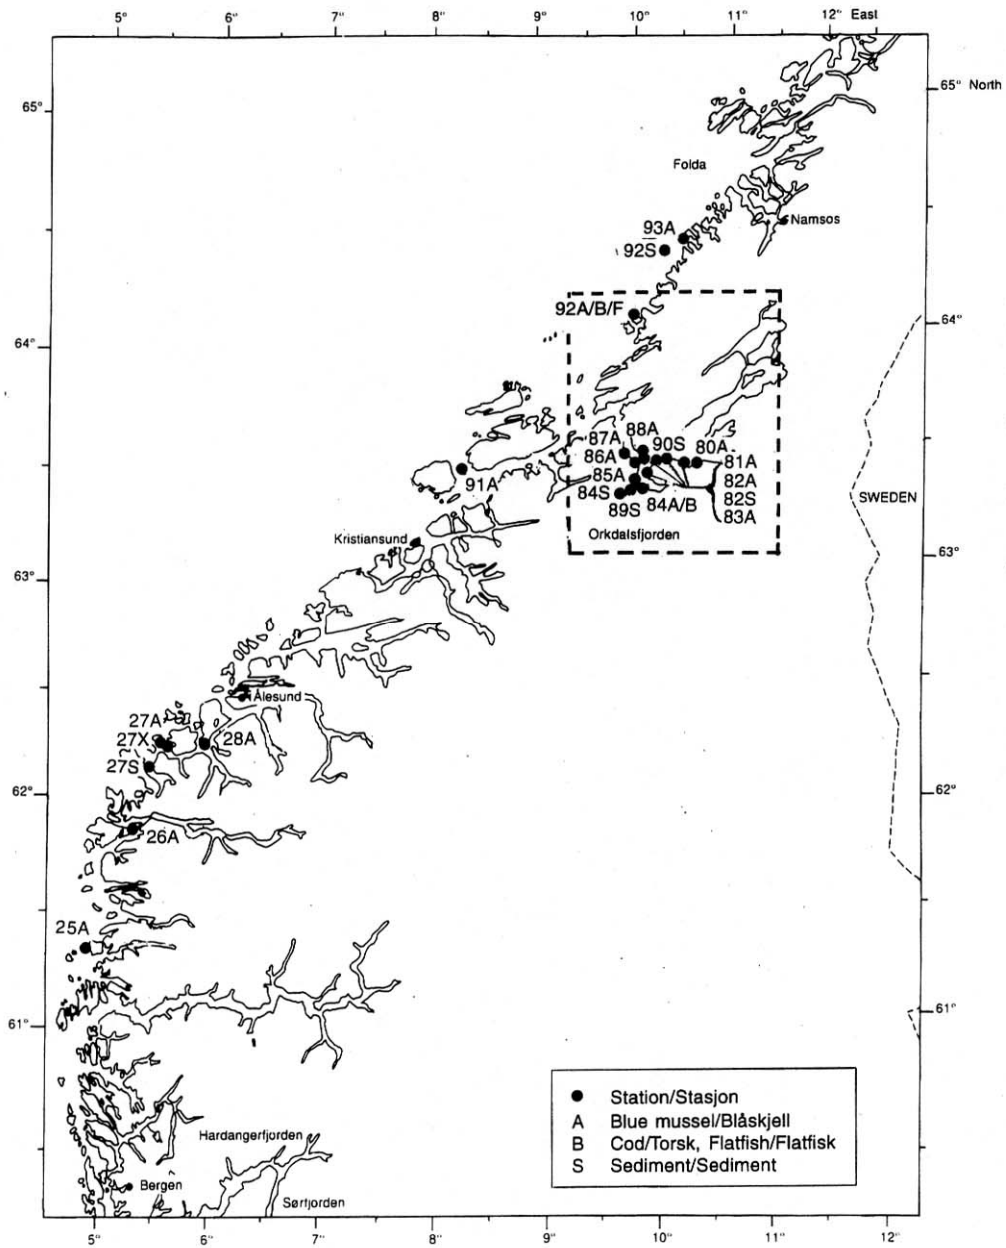 5° 6° 7° 8° 9° 10° 11° 12° East
65° North
65°
Folda
Namsos
93A
92S
92A/B/F
64°
64°
88A
87A
90S
80A
86A
81A
85A
82A
84S
82S
84A/B
89S
83A
91A
SWEDEN
Orkdalsfjorden
Kristiansund
63°
63°
Ålesund
27A
27X
28A
27S
62°
62°
26A
25A
61°
61°
Station/Stasjon
A Blue mussel/Blåskjell
B Cod/Torsk, Flatfish/Flatfisk
S Sediment/Sediment
Hardangerfjorden
Bergen
Sørfjorden
5° 6° 7° 8° 9° 10° 11° 12°